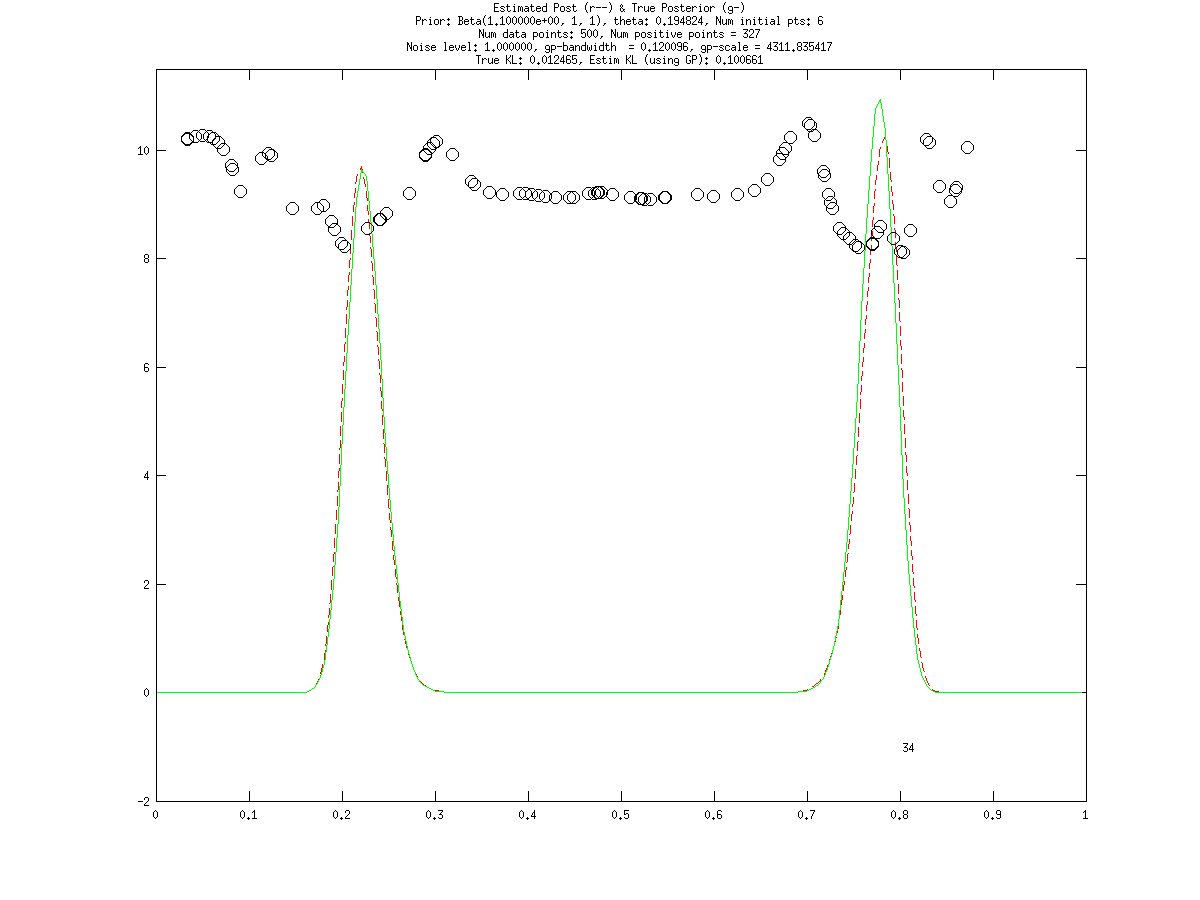 Estimated Post (r--) & True Posterior (g-)
Prior: Beta(1.100000e+00, 1, 1), theta: 0.194824, Num initial pts: 6
Num data points: 500, Num positive points = 327
Noise level: 1.000000, gp-bandwidth  = 0.120096, gp-scale = 4311.835417
True KL: 0.012465, Estim KL (using GP): 0.100661
10
8
6
4
2
0
34
-2
0 0.1 0.2 0.3 0.4 0.5 0.6 0.7 0.8 0.9 1